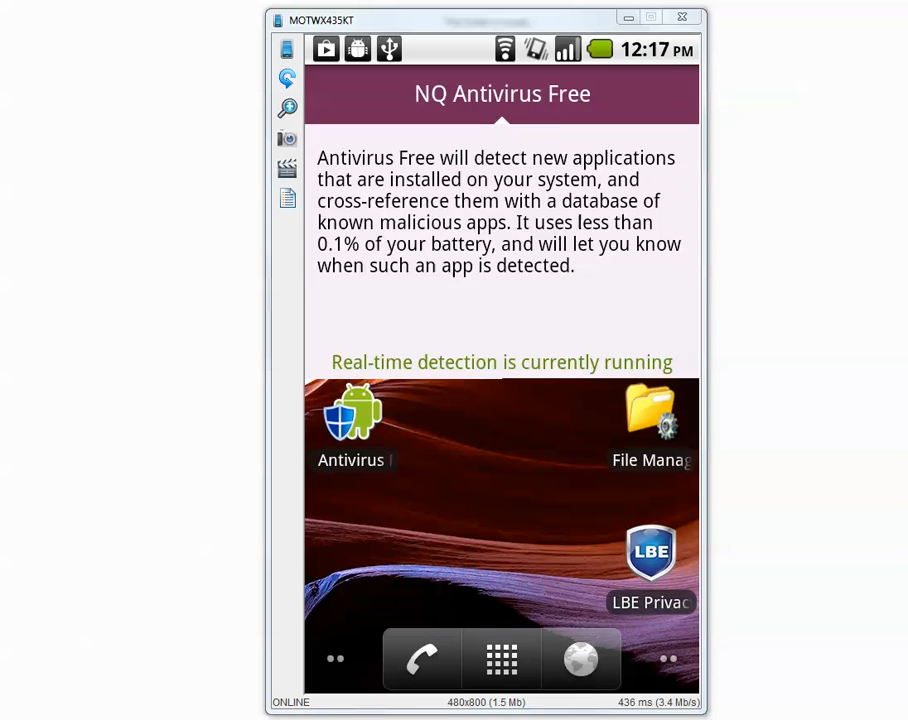 MOTWX435KT
12:17 PM
NQ Antivirus Free
Antivirus Free will detect new applications
that are installed on your system, and
cross-reference them with a database of
known malicious apps. It uses less than
0.1% of your battery, and will let you know
when such an app is detected.
Real-time detection is currently running
Antivirus
File Manag
LBE
LBE Privac
ONLINE
480x800 (1.5 Mb)
436 ms (3.4 Mb/s)